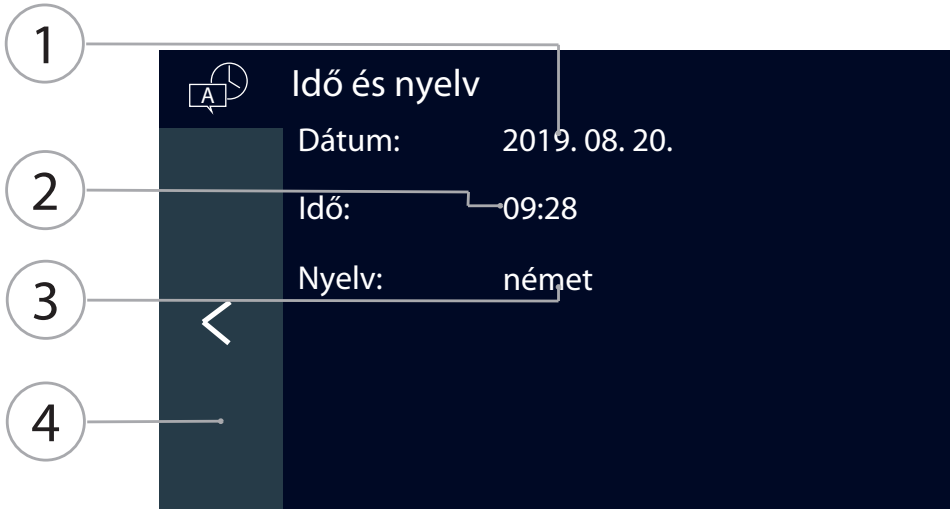 1
A
Idő és nyelv
Dátum: 2019. 08. 20.
2
Idő: 09:28
Nyelv: német
3
4